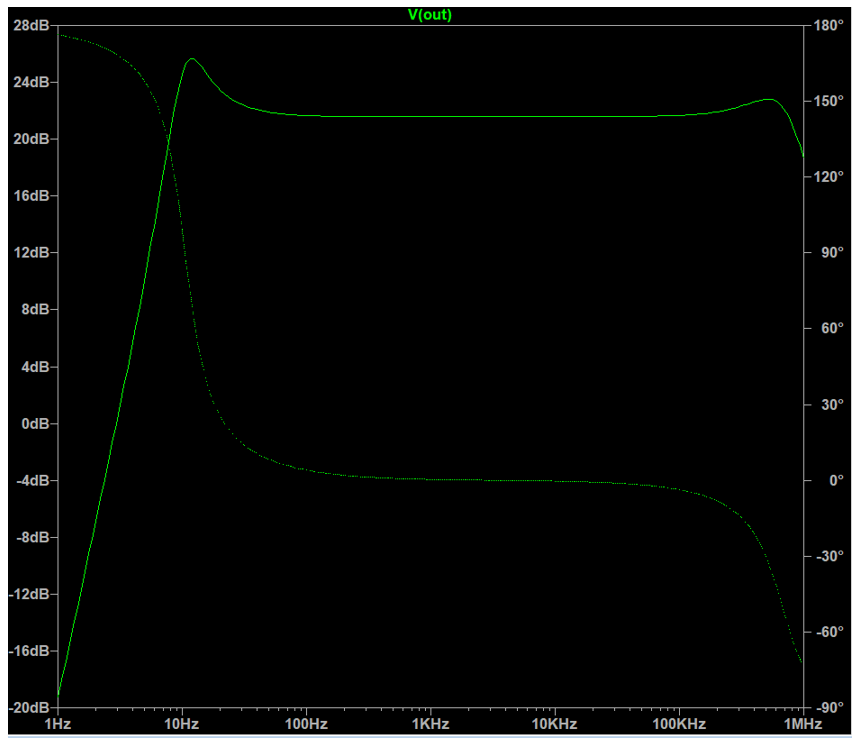 V(out)
28dB 180°
24dB 150°
20dB 120°
16dB 90°
12dB 60°
8dB 30°
4dB 0°
0dB -30°
-4dB -60°
-8dB -90°
-12dB
-16dB
-20dB
1Hz 10Hz 100Hz 1KHz 10KHz 100KHz 1MHz